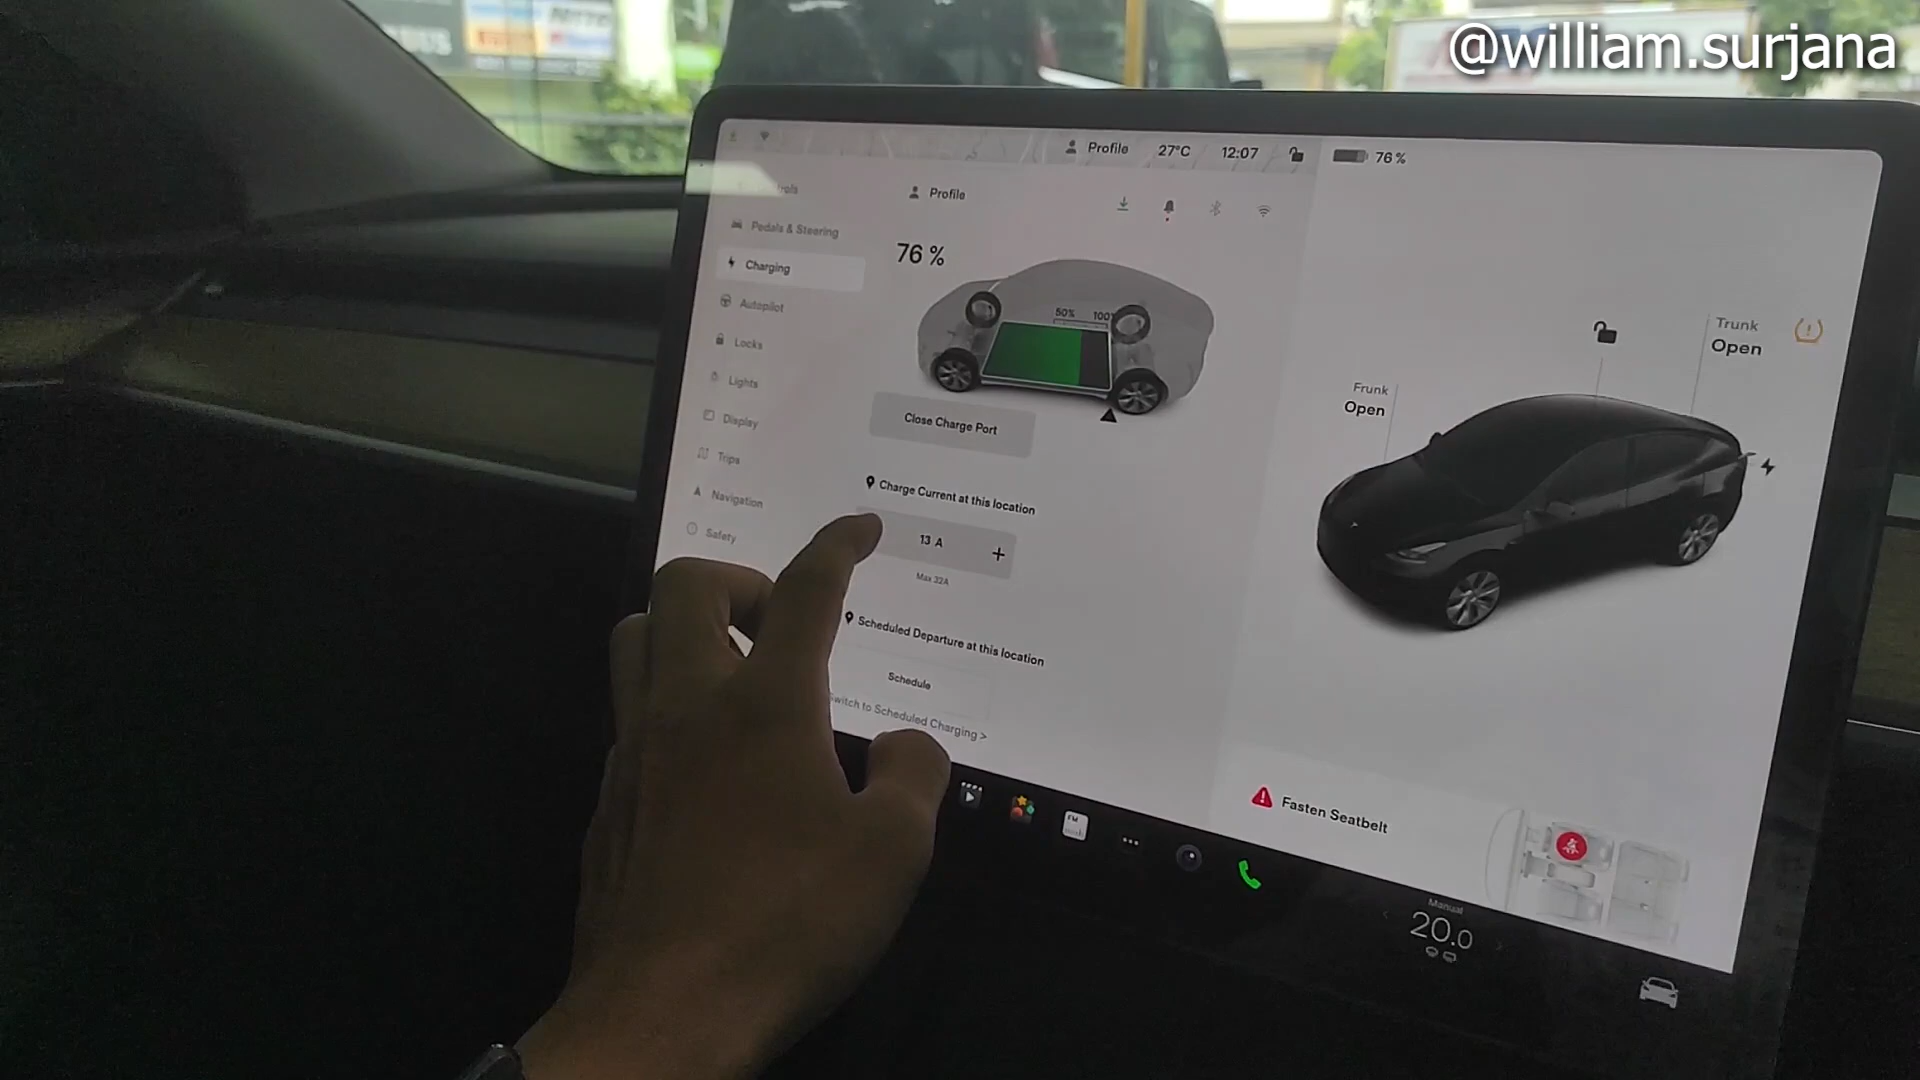 @william.surjana
Profile
27°C
12:07
76%
Profile
Pedals & Steering
Charging
Autopilot
Locks
Lights
Display
Trips
Navigation
Safety
76 %
50%
Close Charge Port
Charge Current at this location
13 A
+
Max 32A
Scheduled Departure at this location
Schedule
Switch to Scheduled Charging >
Trunk
Open
Frunk
Open
Fasten Seatbelt
FM
Manual
20.0